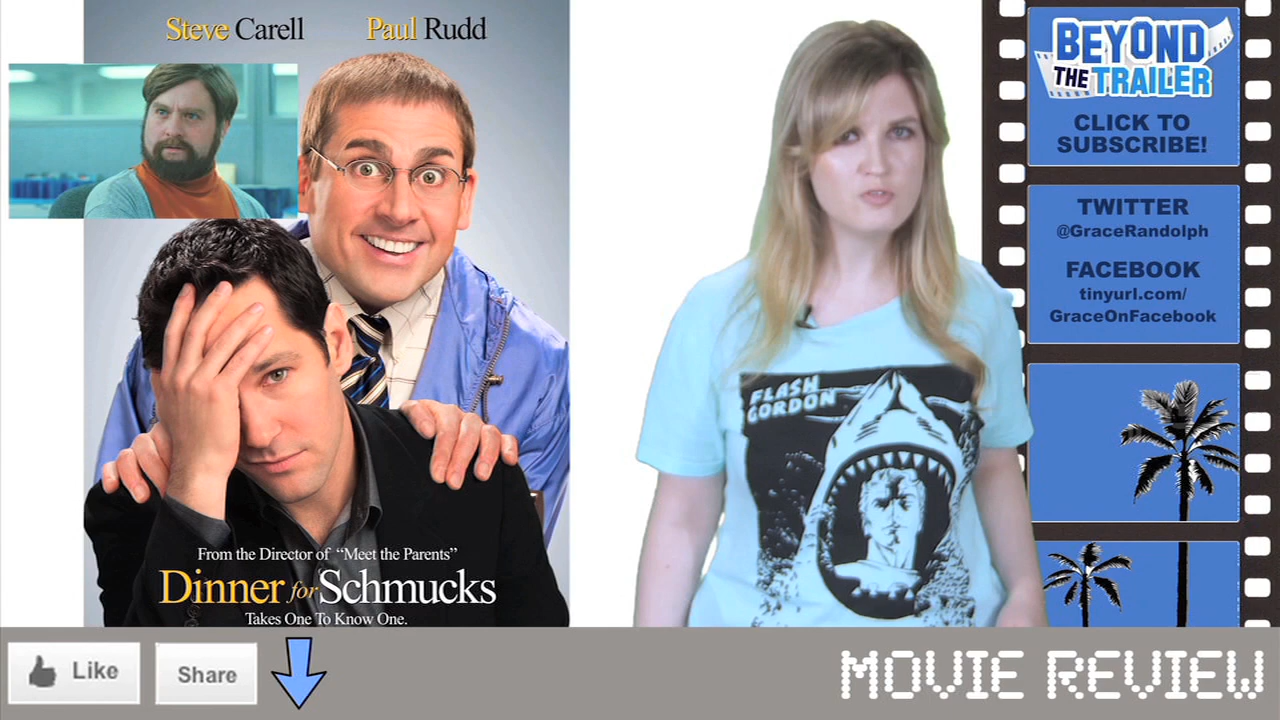 Steve Carell Paul Rudd
From the Director of “Meet the Parents”
Dinner for Schmucks
Takes One To Know One.
FLASH
GORDON
BEYOND
THE TRAILER
CLICK TO
SUBSCRIBE!
TWITTER
@GraceRandolph
FACEBOOK
tinyurl.com/
GraceOnFacebook
Like
Share
MOVIE REVIEW